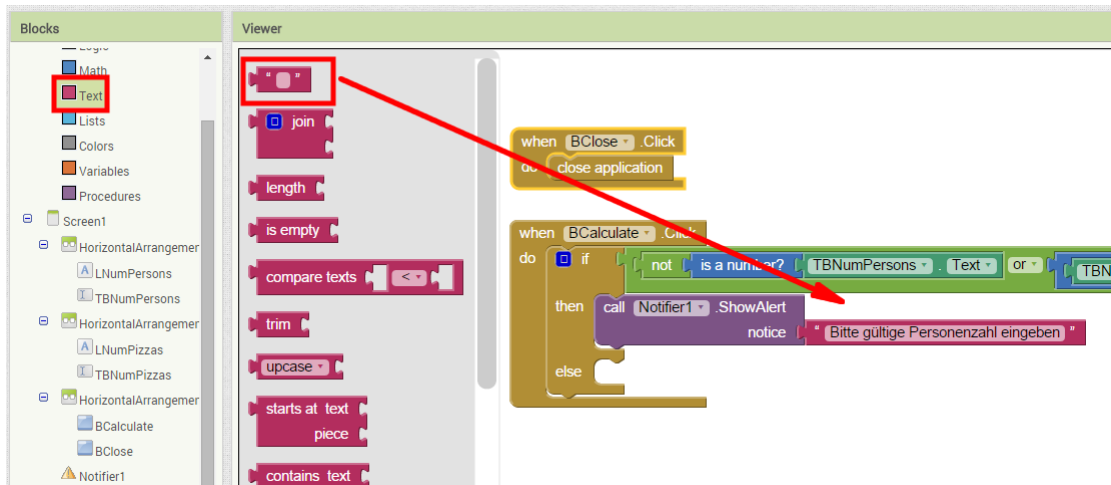 Blocks
Viewer
Logic
Math
Text
Lists
Colors
Variables
Procedures
Screen1
HorizontalArrangemer
LNumPersons
TBNumPersons
HorizontalArrangemer
LNumPizzas
TBNumPizzas
HorizontalArrangemer
BCalculate
BClose
Notifier1
“ ”
join
length
is empty
compare texts <
trim
upcase
starts at text
piece
contains text
when BClose .Click
do close application
when BCalculate .Click
do if not is a number? TBNumPersons . Text or TBN
then call Notifier1 .ShowAlert
notice “ Bitte gültige Personenzahl eingeben ”
else